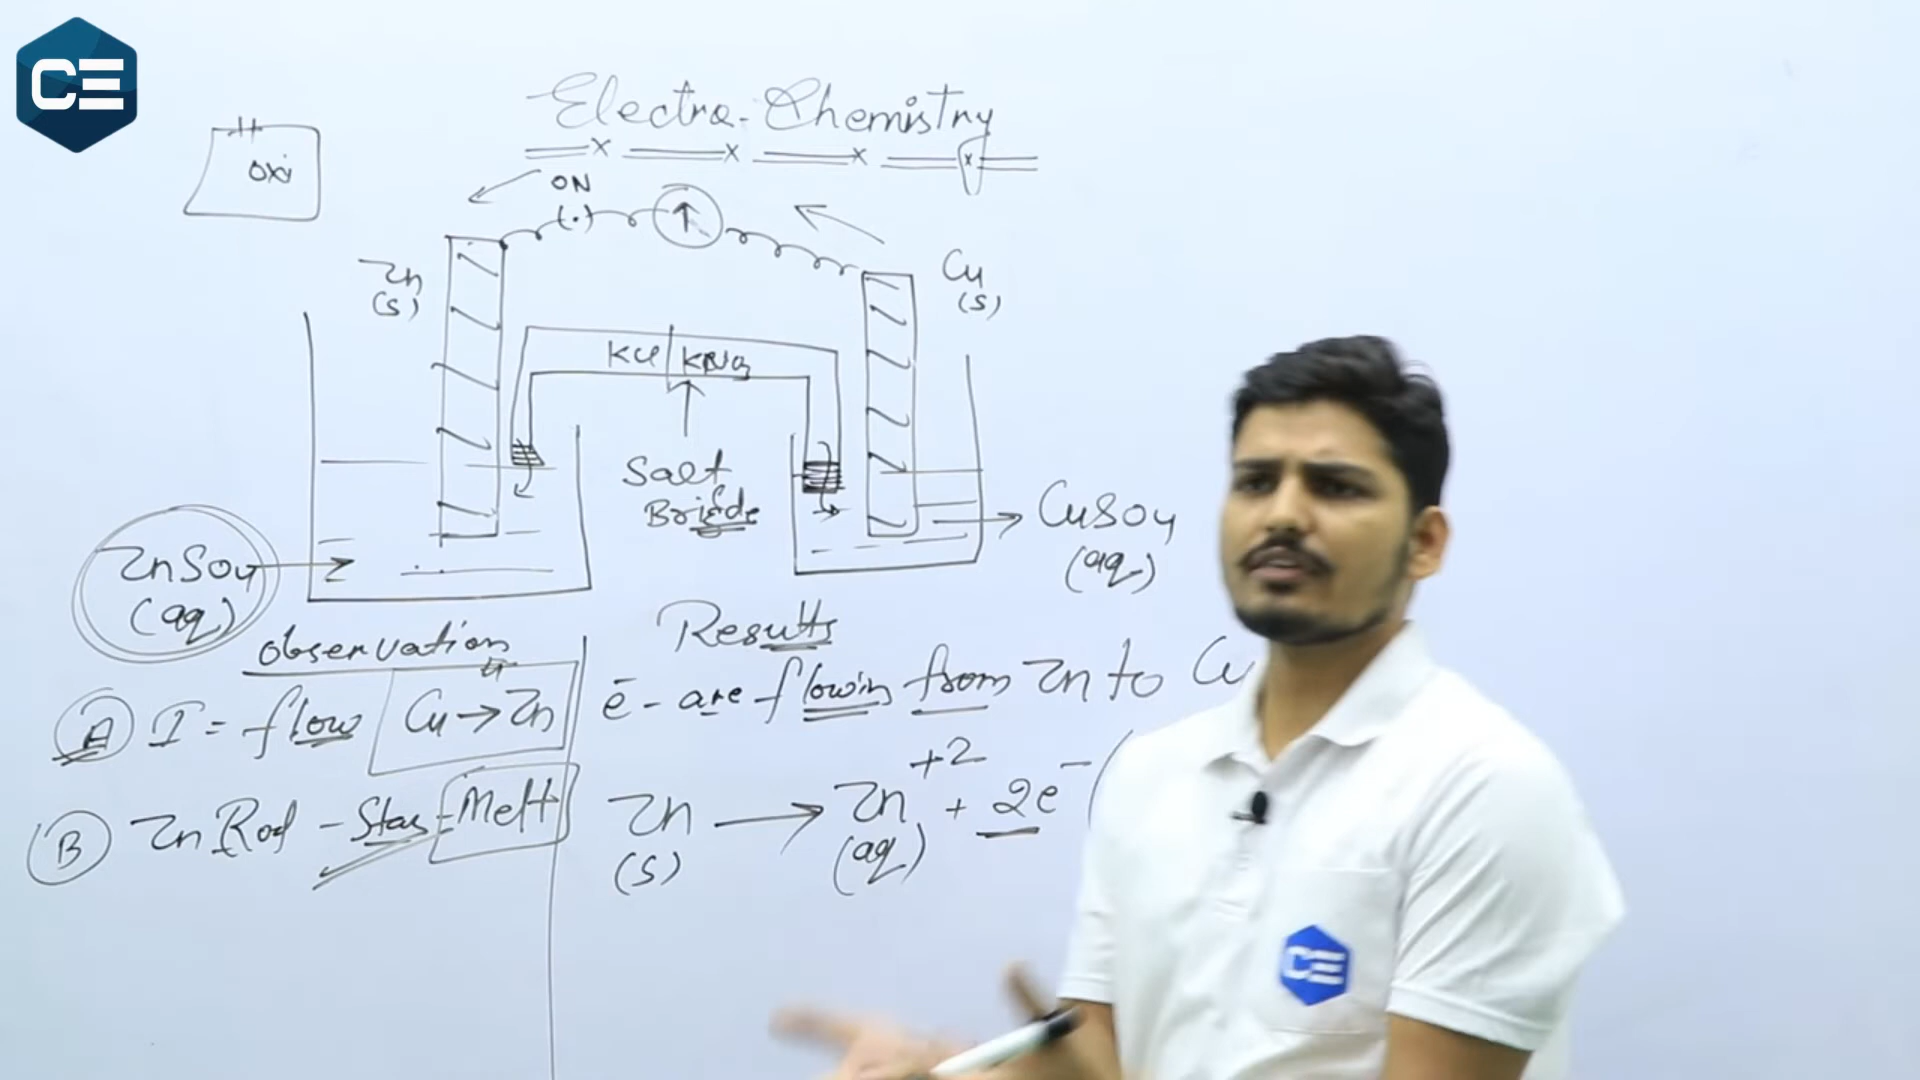 CE
Electro-Chemistry
oxi
ON
(.)
Zn
(s)
Cu
(s)
KCl | KNO3
Salt
Bridge
ZnSO4
(aq)
CuSO4
(aq)
observation
Results
A I = flow Cu → Zn
e⁻ - are flowin from Zn to Cu
B Zn Rod - Star - Melt
Zn → Zn⁺² + 2e⁻
(s) (aq)
CE